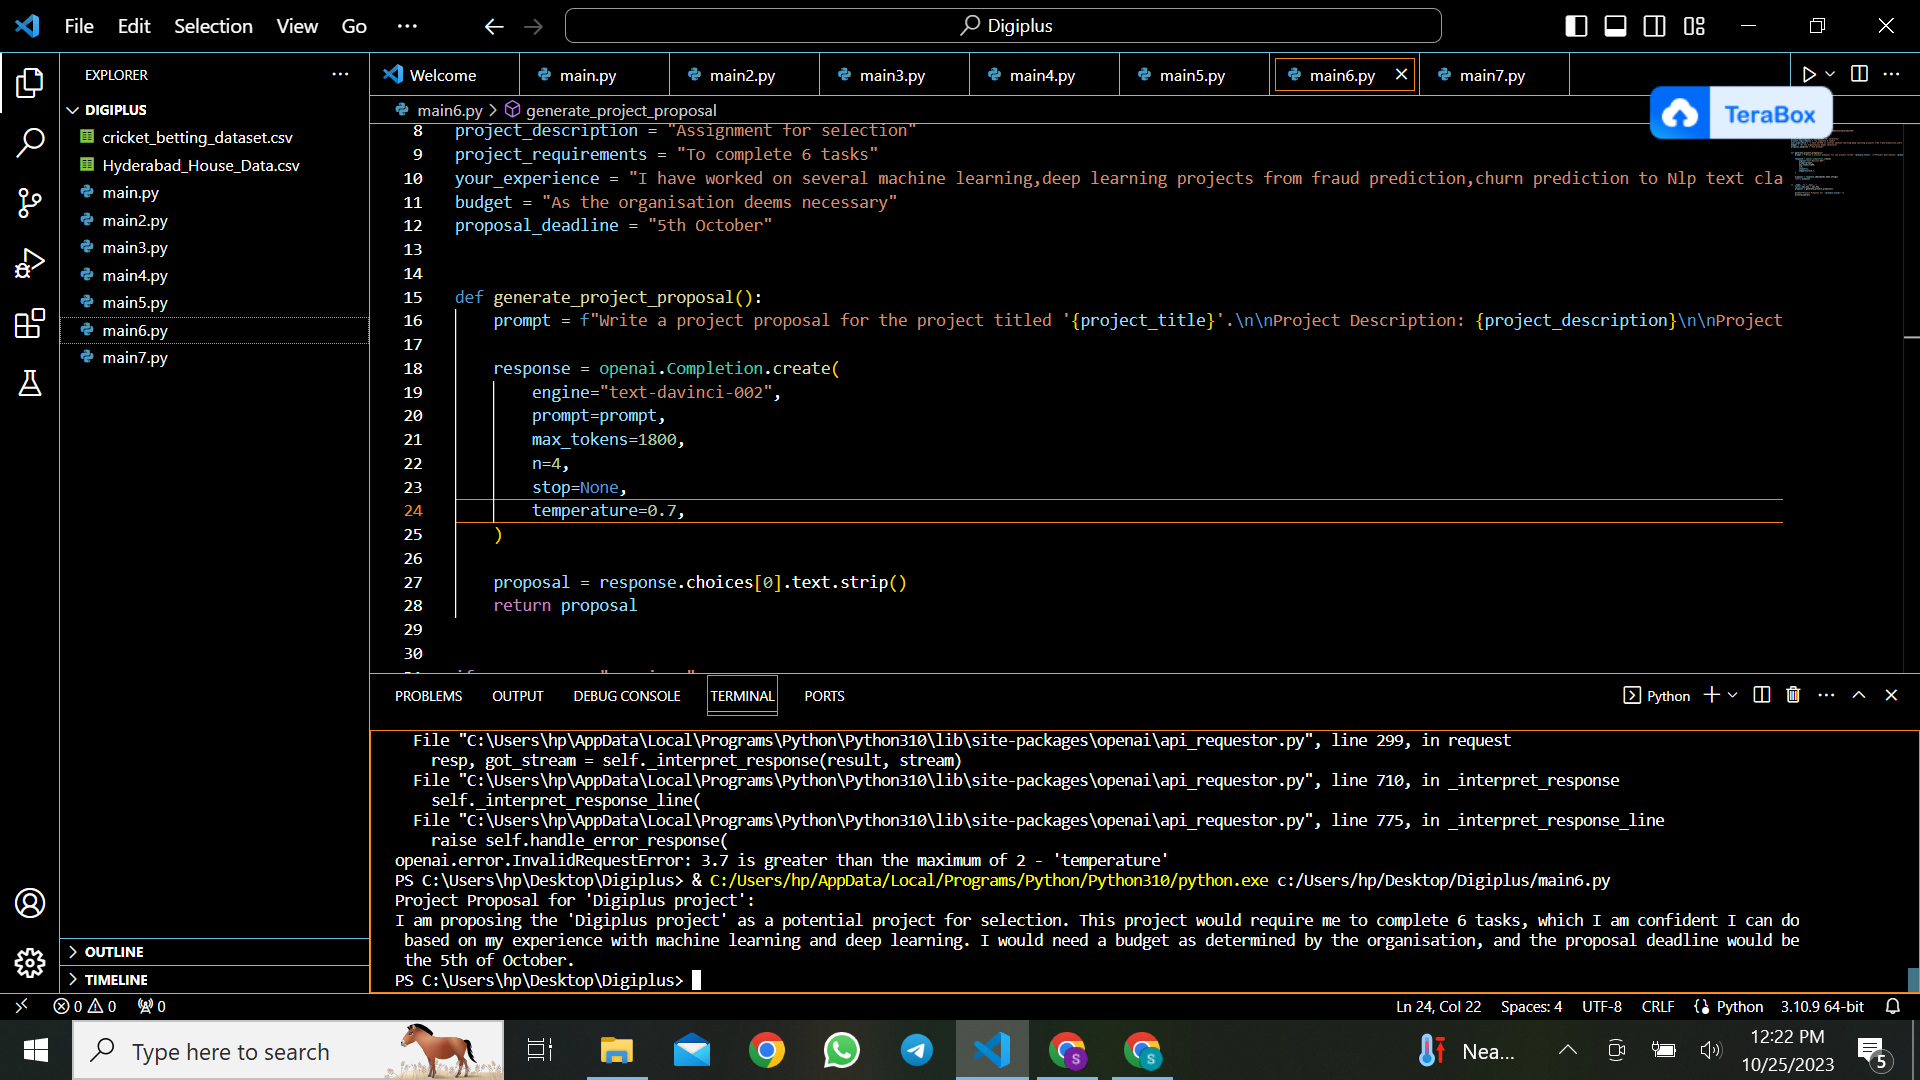 File Edit Selection View Go ···
Digiplus
EXPLORER ···
DIGIPLUS
cricket_betting_dataset.csv
Hyderabad_House_Data.csv
main.py
main2.py
main3.py
main4.py
main5.py
main6.py
main7.py
OUTLINE
TIMELINE
Welcome main.py main2.py main3.py main4.py main5.py main6.py main7.py
main6.py > generate_project_proposal
TeraBox
8 project_description = "Assignment for selection"
9 project_requirements = "To complete 6 tasks"
10 your_experience = "I have worked on several machine learning,deep learning projects from fraud prediction,churn prediction to Nlp text cla
11 budget = "As the organisation deems necessary"
12 proposal_deadline = "5th October"
13
14
15 def generate_project_proposal():
16 prompt = f"Write a project proposal for the project titled '{project_title}'.\n\nProject Description: {project_description}\n\nProject
17
18 response = openai.Completion.create(
19 engine="text-davinci-002",
20 prompt=prompt,
21 max_tokens=1800,
22 n=4,
23 stop=None,
24 temperature=0.7,
25 )
26
27 proposal = response.choices[0].text.strip()
28 return proposal
29
30
PROBLEMS OUTPUT DEBUG CONSOLE TERMINAL PORTS
Python
File "C:\Users\hp\AppData\Local\Programs\Python\Python310\lib\site-packages\openai\api_requestor.py", line 299, in request
resp, got_stream = self._interpret_response(result, stream)
File "C:\Users\hp\AppData\Local\Programs\Python\Python310\lib\site-packages\openai\api_requestor.py", line 710, in _interpret_response
self._interpret_response_line(
File "C:\Users\hp\AppData\Local\Programs\Python\Python310\lib\site-packages\openai\api_requestor.py", line 775, in _interpret_response_line
raise self.handle_error_response(
openai.error.InvalidRequestError: 3.7 is greater than the maximum of 2 - 'temperature'
PS C:\Users\hp\Desktop\Digiplus> & C:/Users/hp/AppData/Local/Programs/Python/Python310/python.exe c:/Users/hp/Desktop/Digiplus/main6.py
Project Proposal for 'Digiplus project':
I am proposing the 'Digiplus project' as a potential project for selection. This project would require me to complete 6 tasks, which I am confident I can do
based on my experience with machine learning and deep learning. I would need a budget as determined by the organisation, and the proposal deadline would be
the 5th of October.
PS C:\Users\hp\Desktop\Digiplus>
0 0 0
Ln 24, Col 22 Spaces: 4 UTF-8 CRLF Python 3.10.9 64-bit
Type here to search
S S
Nea...
12:22 PM
10/25/2023
5